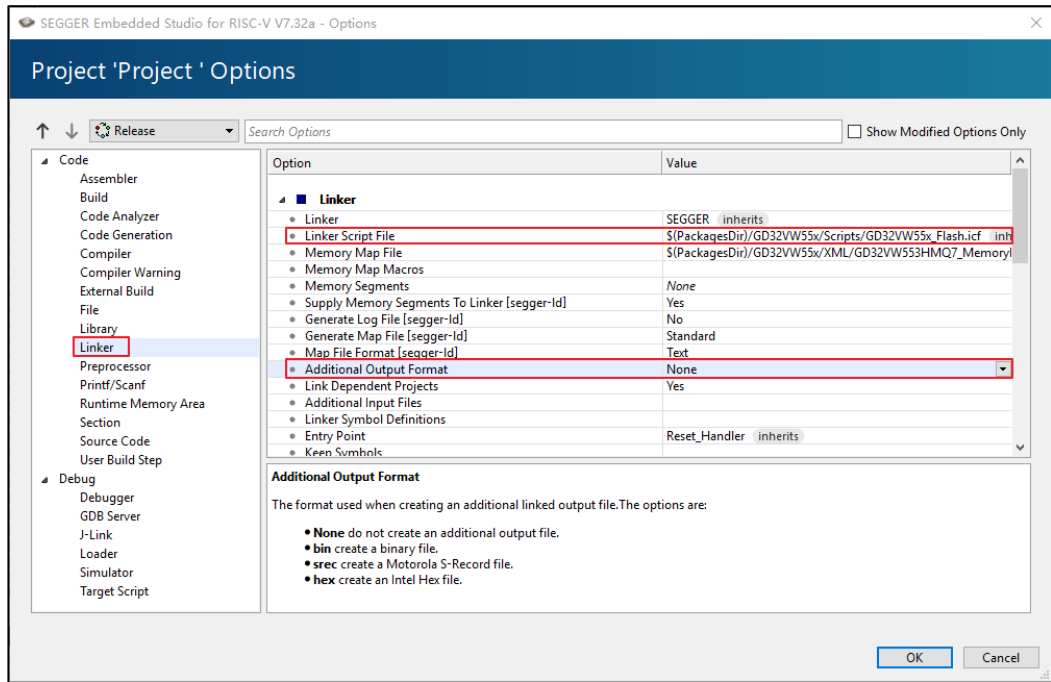 SEGGER Embedded Studio for RISC-V V7.32a - Options
Project 'Project ' Options
Release
Search Options
Show Modified Options Only
Code
Assembler
Build
Code Analyzer
Code Generation
Compiler
Compiler Warning
External Build
File
Library
Linker
Preprocessor
Printf/Scanf
Runtime Memory Area
Section
Source Code
User Build Step
Debug
Debugger
GDB Server
J-Link
Loader
Simulator
Target Script
Option Value
Linker
Linker SEGGER inherits
Linker Script File $(PackagesDir)/GD32VW55x/Scripts/GD32VW55x_Flash.icf inh
Memory Map File $(PackagesDir)/GD32VW55x/XML/GD32VW553HMQ7_Memory
Memory Map Macros
Memory Segments None
Supply Memory Segments To Linker [segger-ld] Yes
Generate Log File [segger-ld] No
Generate Map File [segger-ld] Standard
Map File Format [segger-ld] Text
Additional Output Format None
Link Dependent Projects Yes
Additional Input Files
Linker Symbol Definitions
Entry Point Reset_Handler inherits
Keep Symbols
Additional Output Format
The format used when creating an additional linked output file.The options are:
None do not create an additional output file.
bin create a binary file.
srec create a Motorola S-Record file.
hex create an Intel Hex file.
OK Cancel